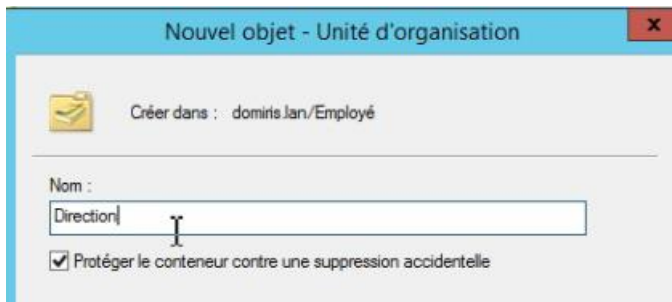 Nouvel objet - Unité d'organisation
x
Créer dans : domiris.lan/Employé
Nom :
Direction
Protéger le conteneur contre une suppression accidentelle